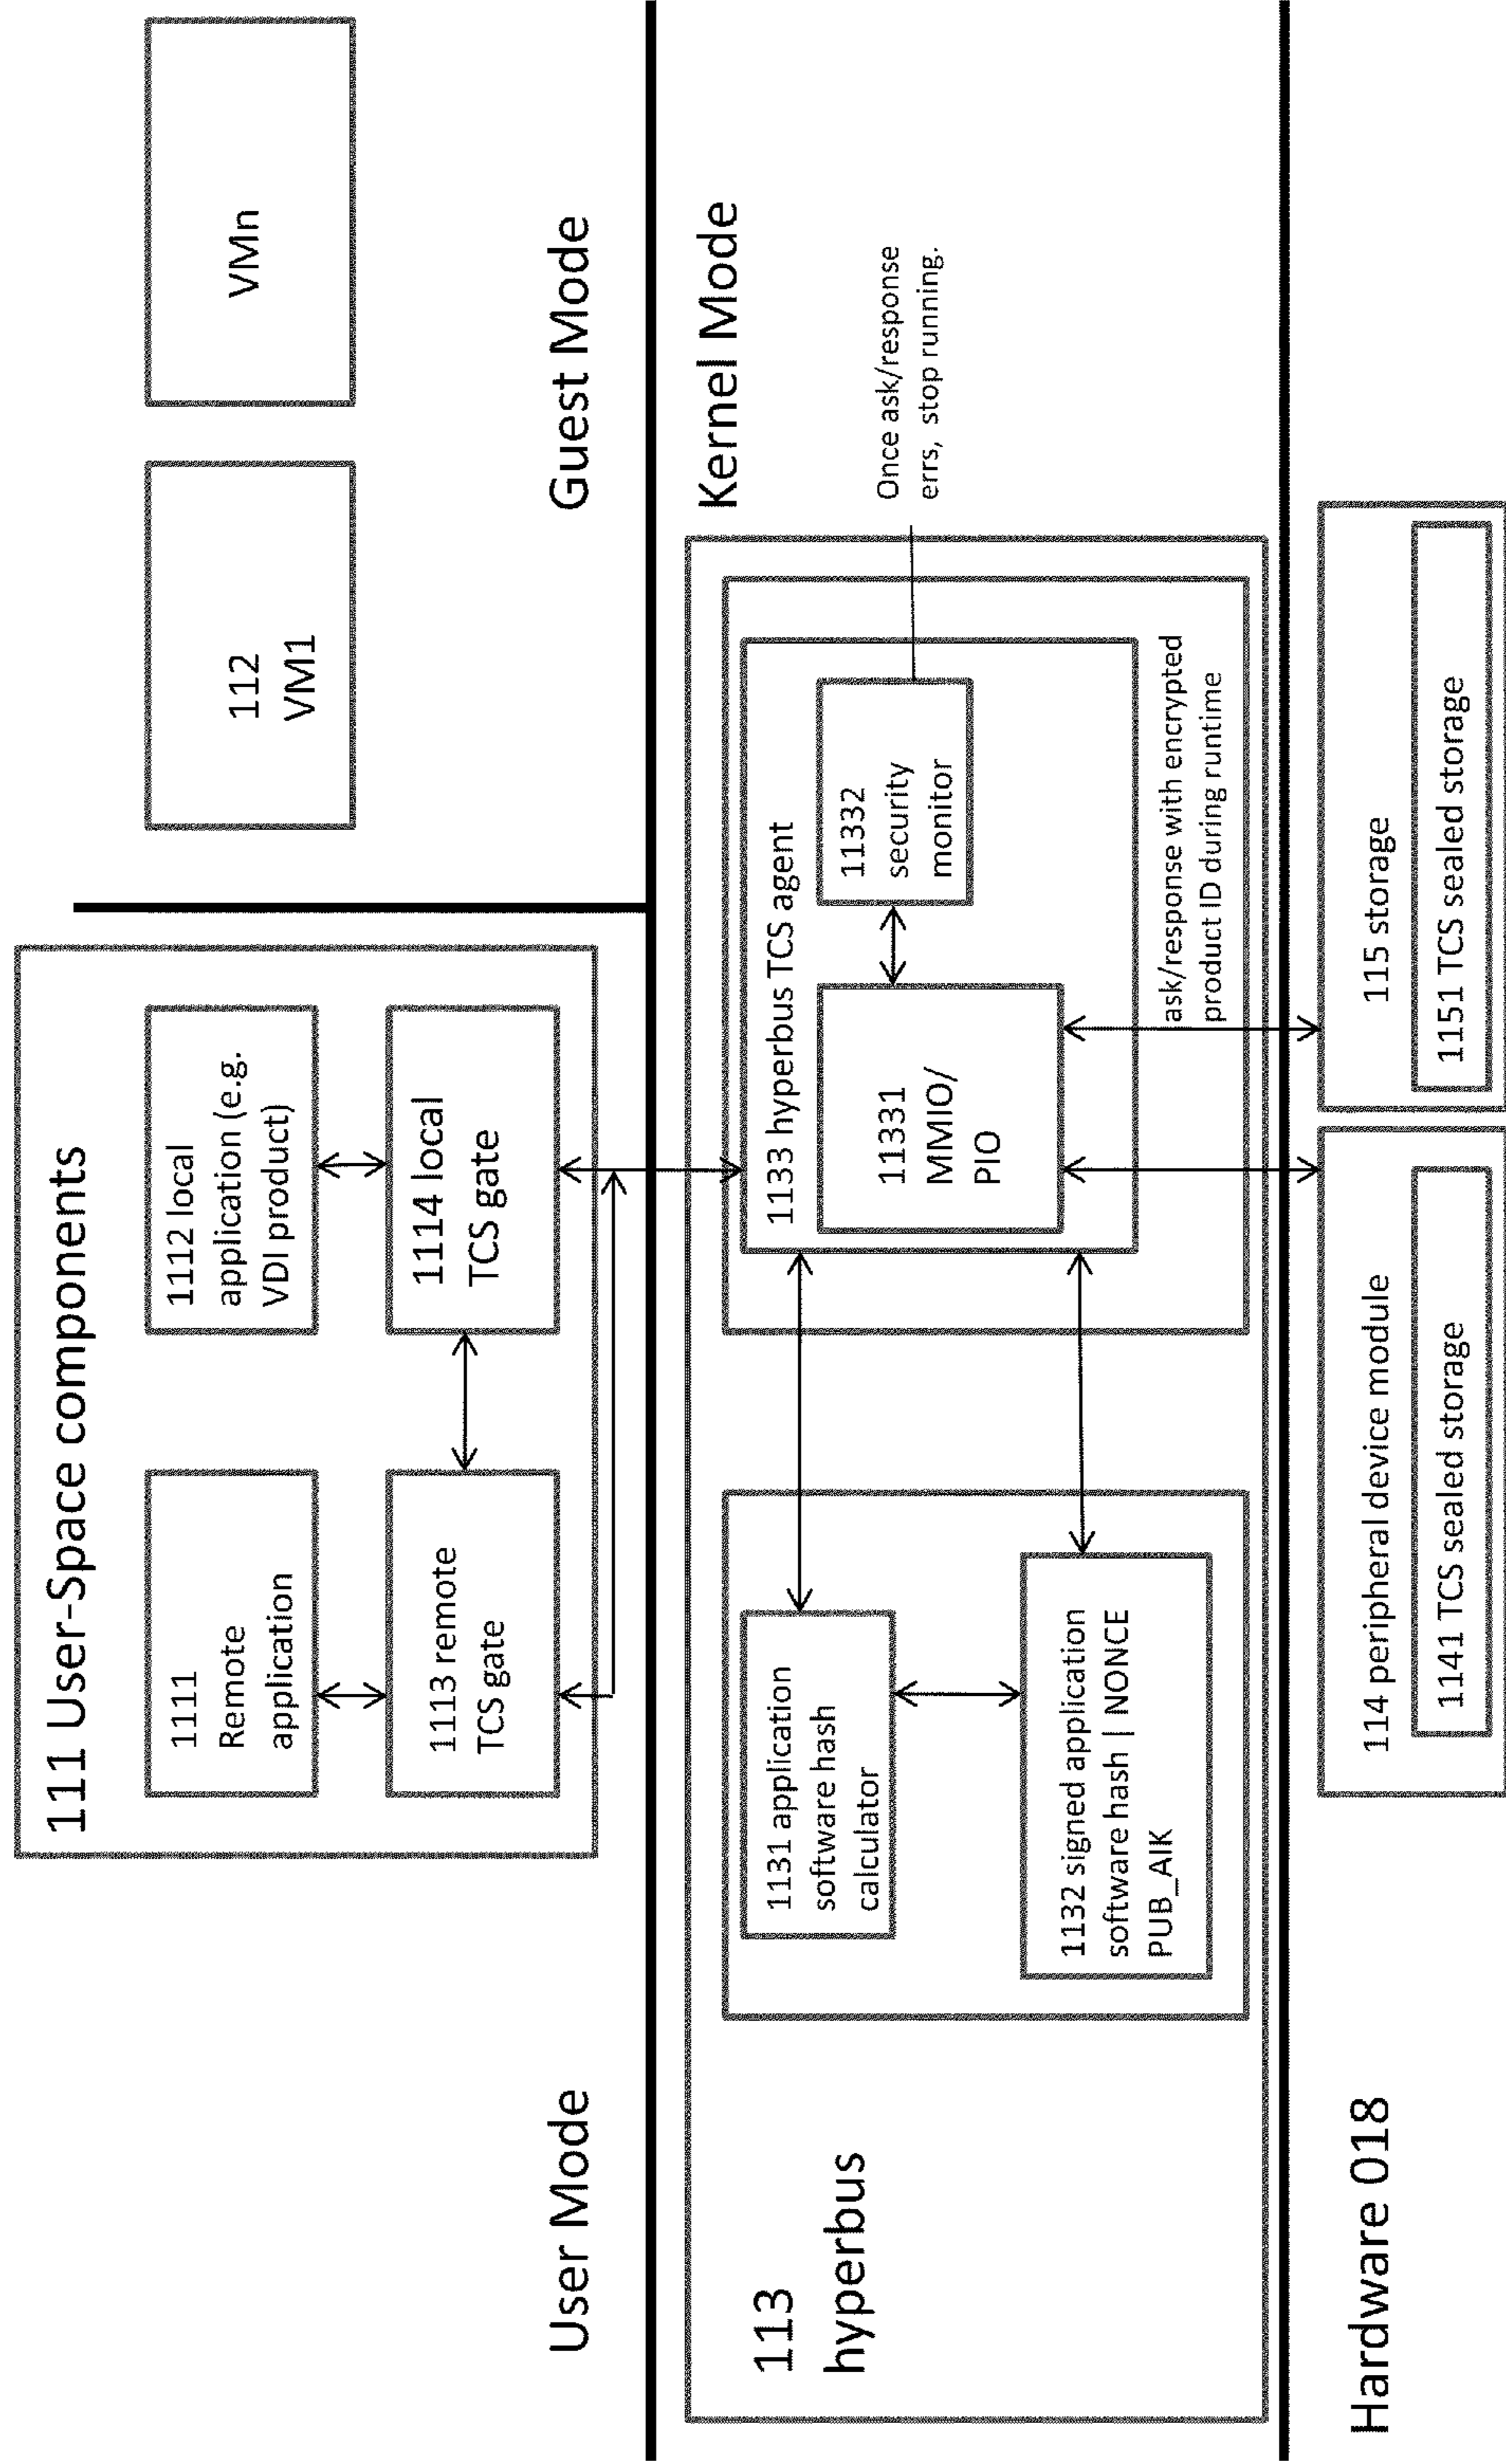 111 User-Space components
1111
Remote
application
1112 local
application (e.g.
VDI product)
1113 remote
TCS gate
1114 local
TCS gate
112
VM1
VMn
User Mode
Guest Mode
Kernel Mode
113
hyperbus
1131 application
software hash
calculator
1132 signed application
software hash | NONCE
PUB_AIK
1133 hyperbus TCS agent
11331
MMIO/
PIO
11332
security
monitor
Once ask/response
errs, stop running.
ask/response with encrypted
product ID during runtime
Hardware 018
114 peripheral device module
1141 TCS sealed storage
115 storage
1151 TCS sealed storage